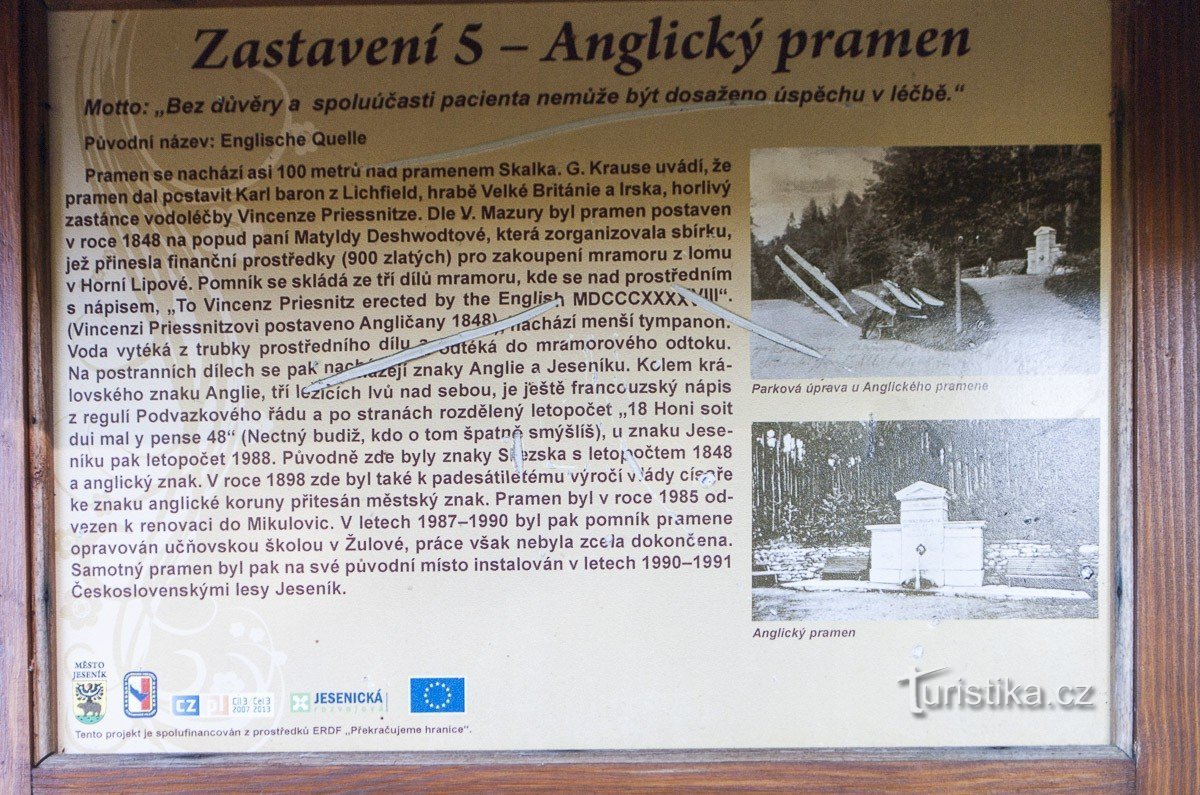 Zastavení 5 – Anglický pramen
Motto: „Bez důvěry a spoluúčasti pacienta nemůže být dosaženo úspěchu v léčbě.“
Původní název: Englische Quelle
Pramen se nachází asi 100 metrů nad pramenem Skalka. G. Krause uvádí, že
pramen dal postavit Karl baron z Lichfield, hrabě Velké Británie a Irska, horlivý
zastánce vodoléčby Vincenze Priessnitze. Dle V. Mazury byl pramen postaven
v roce 1848 na popud paní Matyldy Deshwodtové, která zorganizovala sbírku,
jež přinesla finanční prostředky (900 zlatých) pro zakoupení mramoru z lomu
v Horní Lipové. Pomník se skládá ze tří dílů mramoru, kde se nad prostředním
s nápisem, „To Vincenz Priesnitz erected by the English MDCCCXXXXVIII“.
(Vincenzi Priessnitzovi postaveno Angličany 1848), nachází menší tympanon.
Voda vytéká z trubky prostředního dílu a odtéká do mramorového odtoku.
Na postranních dílech se pak nacházejí znaky Anglie a Jeseníku. Kolem krá-
lovského znaku Anglie, tří ležících lvů nad sebou, je ještě francouzský nápis
z regulí Podvazkového řádu a po stranách rozdělený letopočet „18 Honi soit
dui mal y pense 48“ (Nectný budiž, kdo o tom špatně smýšlíš), u znaku Jese-
níku pak letopočet 1988. Původně zde byly znaky Slezska s letopočtem 1848
a anglický znak. V roce 1898 zde byl také k padesátiletému výročí vlády císaře
ke znaku anglické koruny přitesán městský znak. Pramen byl v roce 1985 od-
vezen k renovaci do Mikulovic. V letech 1987–1990 byl pak pomník pramene
opravován učňovskou školou v Žulové, práce však nebyla zcela dokončena.
Samotný pramen byl pak na své původní místo instalován v letech 1990–1991
Československými lesy Jeseník.
Parková úprava u Anglického pramene
Anglický pramen
MĚSTO
JESENÍK
cz pl Cíl 3 Cel 3
2007 2013
JESENICKÁ
rozvojová
Tento projekt je spolufinancován z prostředků ERDF „Překračujeme hranice“.
Turistika.cz